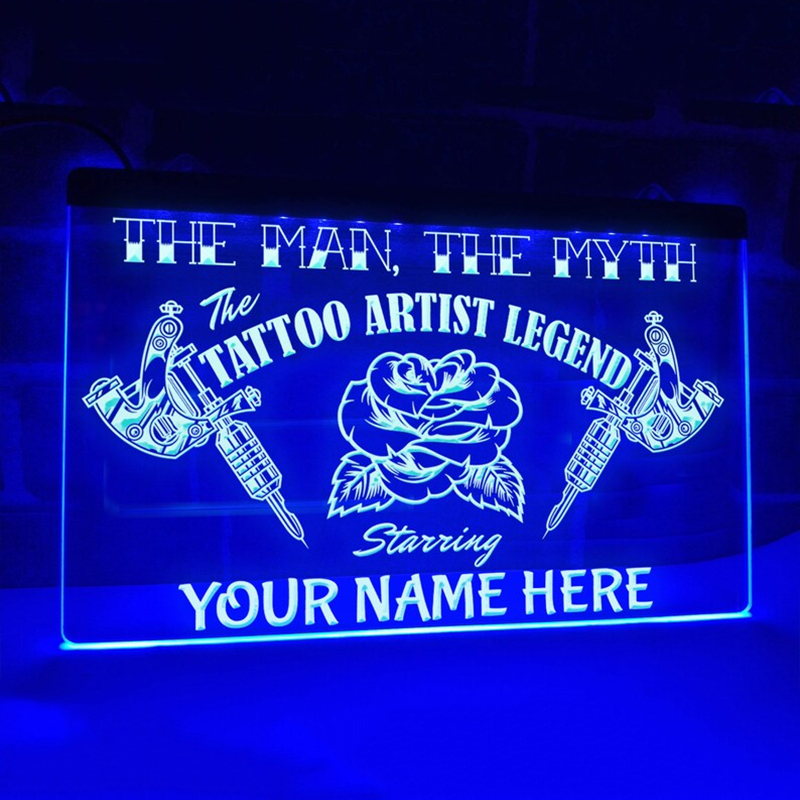 THE MAN, THE MYTH
The
TATTOO ARTIST LEGEND
Starring
YOUR NAME HERE